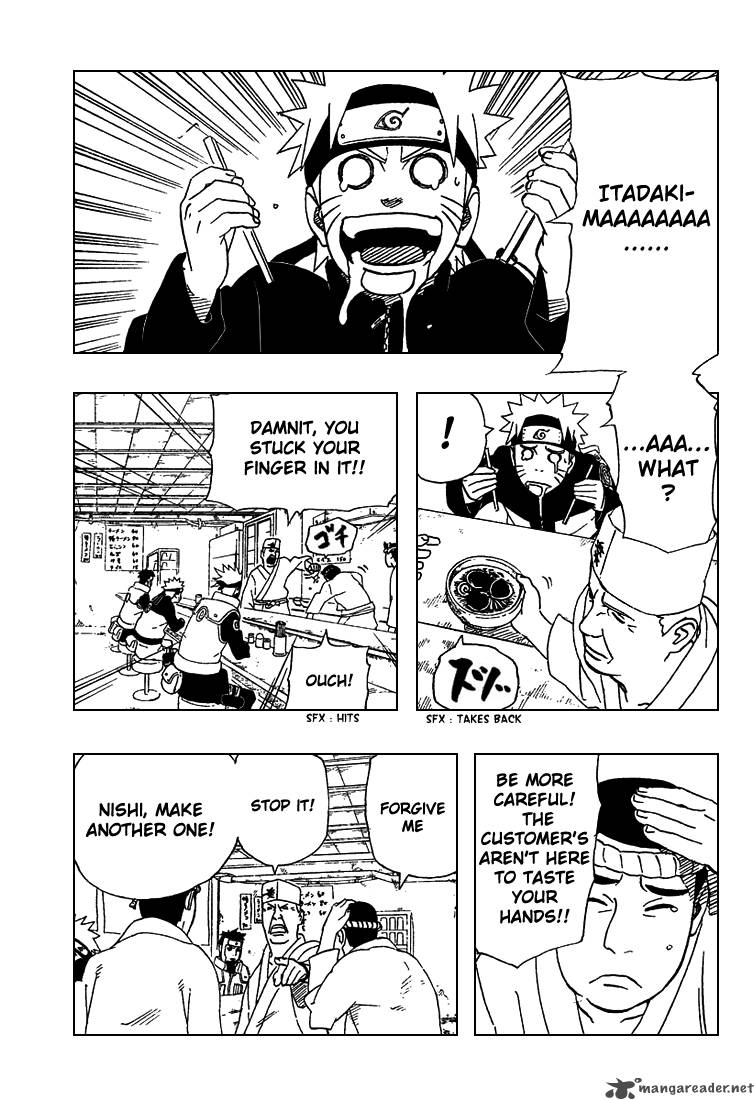 ITADAKI-
MAAAAAAAA
......
...AAA...
WHAT
?
!
ズッ
SFX : TAKES BACK
DAMNIT, YOU
STUCK YOUR
FINGER IN IT!!
ゴチ
OUCH!
SFX : HITS
BE MORE
CAREFUL!
THE
CUSTOMER'S
AREN'T HERE
TO TASTE
YOUR
HANDS!!
FORGIVE
ME
STOP IT!
NISHI, MAKE
ANOTHER ONE!
mangareader.net